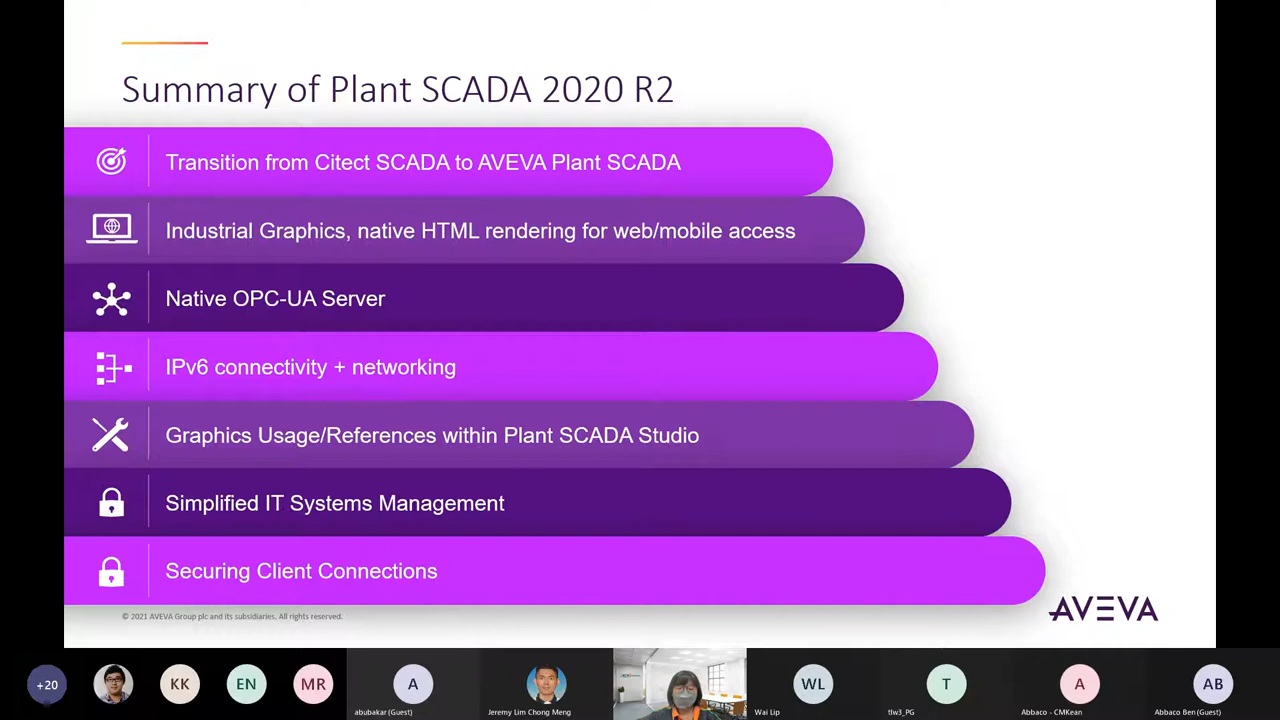 Summary of Plant SCADA 2020 R2
Transition from Citect SCADA to AVEVA Plant SCADA
Industrial Graphics, native HTML rendering for web/mobile access
Native OPC-UA Server
IPv6 connectivity + networking
Graphics Usage/References within Plant SCADA Studio
Simplified IT Systems Management
Securing Client Connections
© 2021 AVEVA Group plc and its subsidiaries. All rights reserved.
AVEVA
+20
KK
EN
MR
A
WL
T
A
AB
abubakar (Guest)
Jeremy Lim Chong Meng
Wai Lip
tlw3_PG
Abbaco - CMKean
Abbaco Ben (Guest)